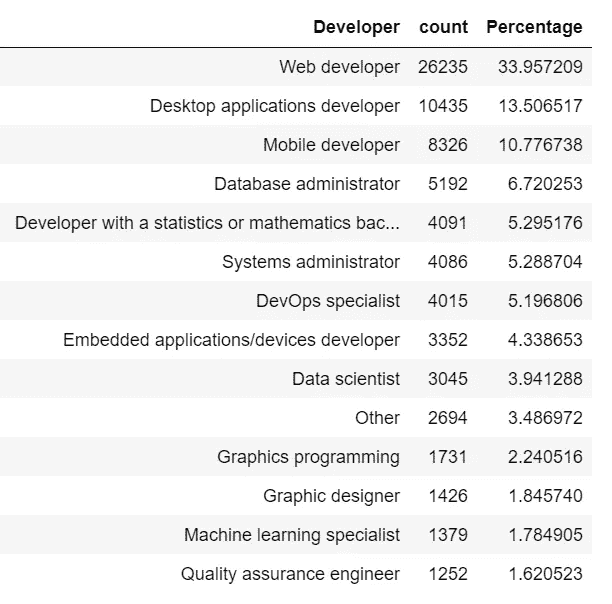 Developer count Percentage
Web developer 26235 33.957209
Desktop applications developer 10435 13.506517
Mobile developer 8326 10.776738
Database administrator 5192 6.720253
Developer with a statistics or mathematics bac... 4091 5.295176
Systems administrator 4086 5.288704
DevOps specialist 4015 5.196806
Embedded applications/devices developer 3352 4.338653
Data scientist 3045 3.941288
Other 2694 3.486972
Graphics programming 1731 2.240516
Graphic designer 1426 1.845740
Machine learning specialist 1379 1.784905
Quality assurance engineer 1252 1.620523